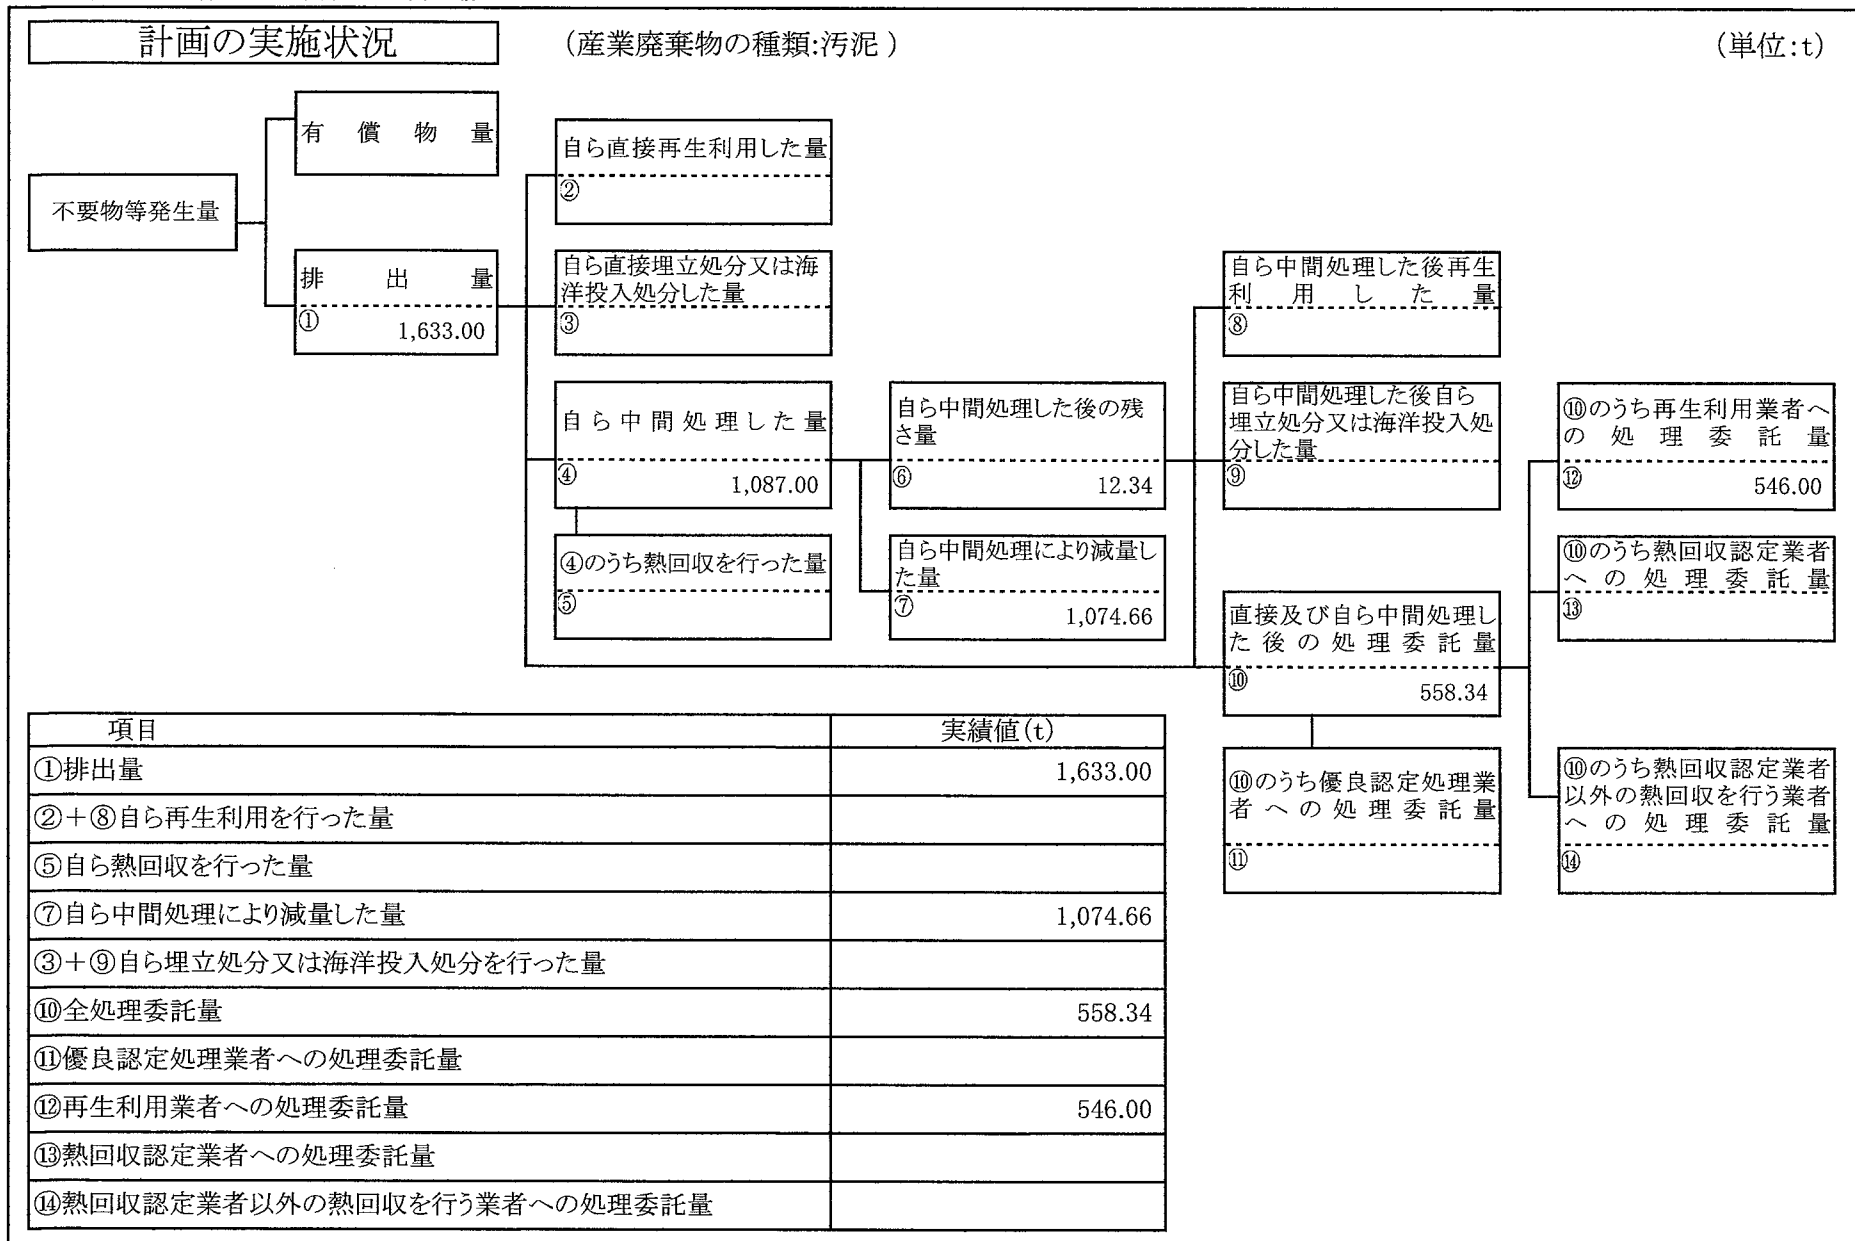 計画の実施状況
(産業廃棄物の種類:汚泥)
(単位:t)
有償物量
不要物等発生量
排出量
①
1,633.00
自ら直接再生利用した量
②
自ら直接埋立処分又は海
洋投入処分した量
③
自ら中間処理した量
④
1,087.00
④のうち熱回収を行った量
⑤
自ら中間処理した後の残
さ量
⑥
12.34
自ら中間処理により減量し
た量
⑦
1,074.66
自ら中間処理した後再生
利用した量
⑧
自ら中間処理した後自ら
埋立処分又は海洋投入処
分した量
⑨
直接及び自ら中間処理し
た後の処理委託量
⑩
558.34
⑩のうち優良認定処理業
者への処理委託量
⑪
⑩のうち再生利用業者へ
の処理委託量
⑫
546.00
⑩のうち熱回収認定業者
への処理委託量
⑬
⑩のうち熱回収認定業者
以外の熱回収を行う業者
への処理委託量
⑭
項目 実績値(t)
①排出量 1,633.00
②+⑧自ら再生利用を行った量
⑤自ら熱回収を行った量
⑦自ら中間処理により減量した量 1,074.66
③+⑨自ら埋立処分又は海洋投入処分を行った量
⑩全処理委託量 558.34
⑪優良認定処理業者への処理委託量
⑫再生利用業者への処理委託量 546.00
⑬熱回収認定業者への処理委託量
⑭熱回収認定業者以外の熱回収を行う業者への処理委託量